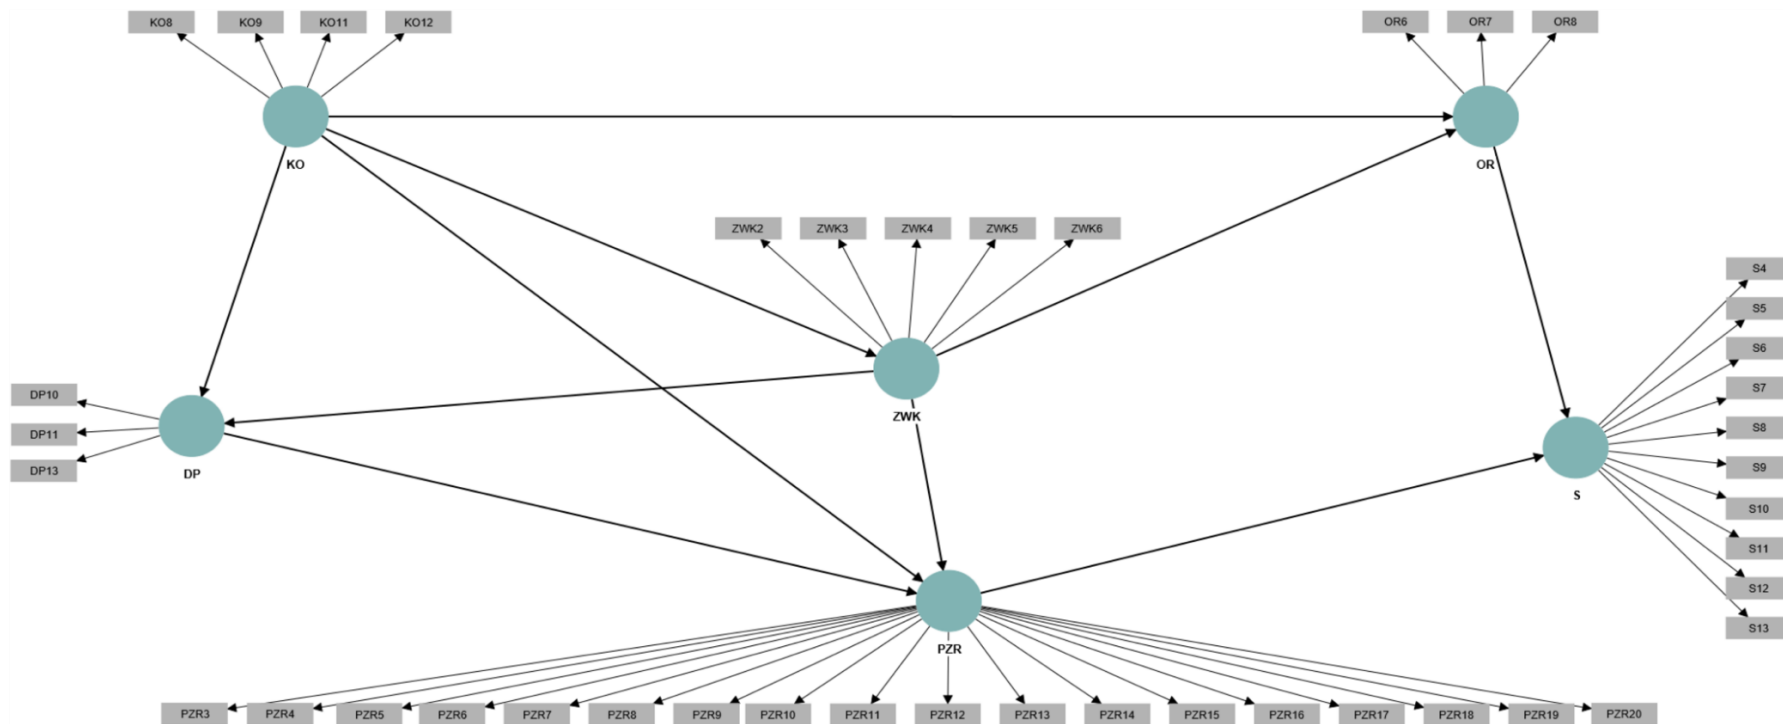 KO8 KO9 KO11 KO12 OR6 OR7 OR8
KO OR
ZWK2 ZWK3 ZWK4 ZWK5 ZWK6
S4
S5
S6
S7
DP10
ZWK
S8
DP11
S9
DP13
DP
S
S10
S11
S12
S13
PZR
PZR3 PZR4 PZR5 PZR6 PZR7 PZR8 PZR9 PZR10 PZR11 PZR12 PZR13 PZR14 PZR15 PZR16 PZR17 PZR18 PZR19 PZR20